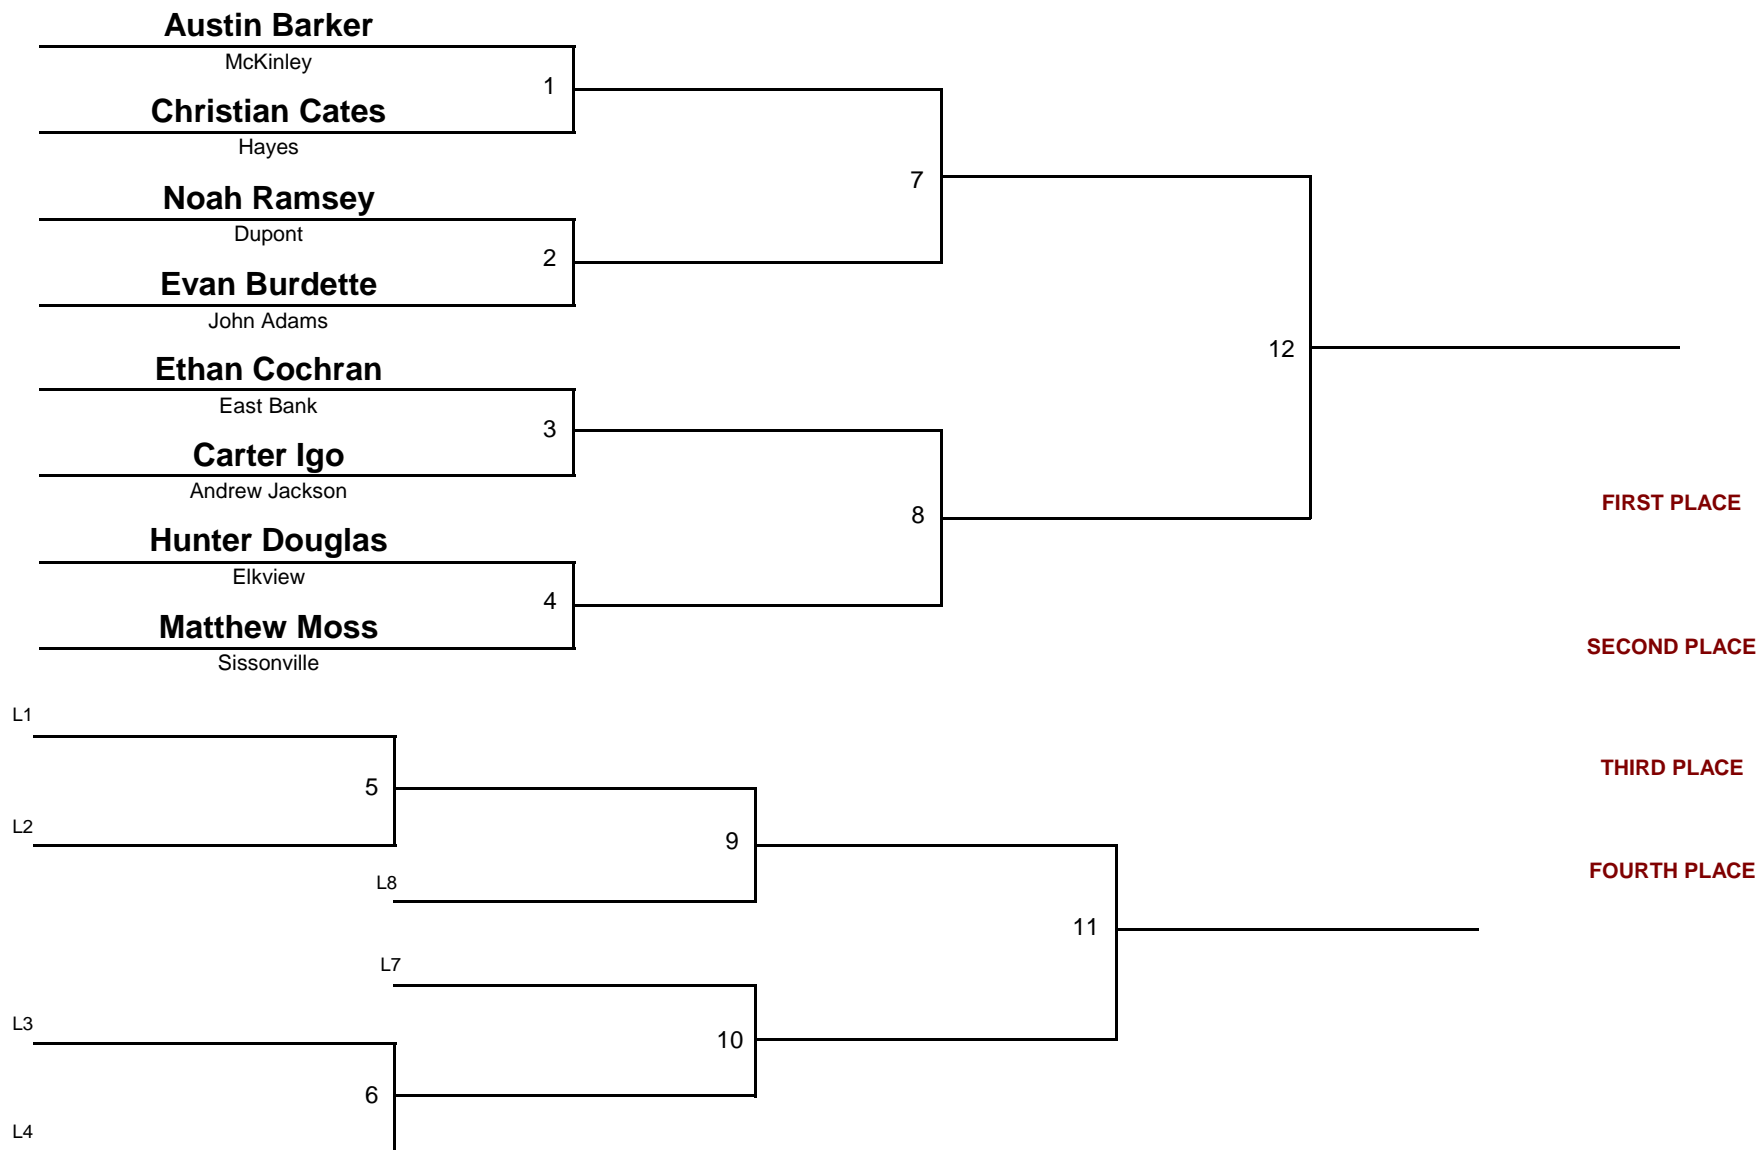 Austin Barker
McKinley
1
Christian Cates
Hayes
7
Noah Ramsey
Dupont
2
Evan Burdette
John Adams
12
Ethan Cochran
East Bank
3
Carter Igo
Andrew Jackson
8
FIRST PLACE
Hunter Douglas
Elkview
4
Matthew Moss
Sissonville
SECOND PLACE
L1
THIRD PLACE
5
L2
9
L8
FOURTH PLACE
11
L7
L3
10
6
L4